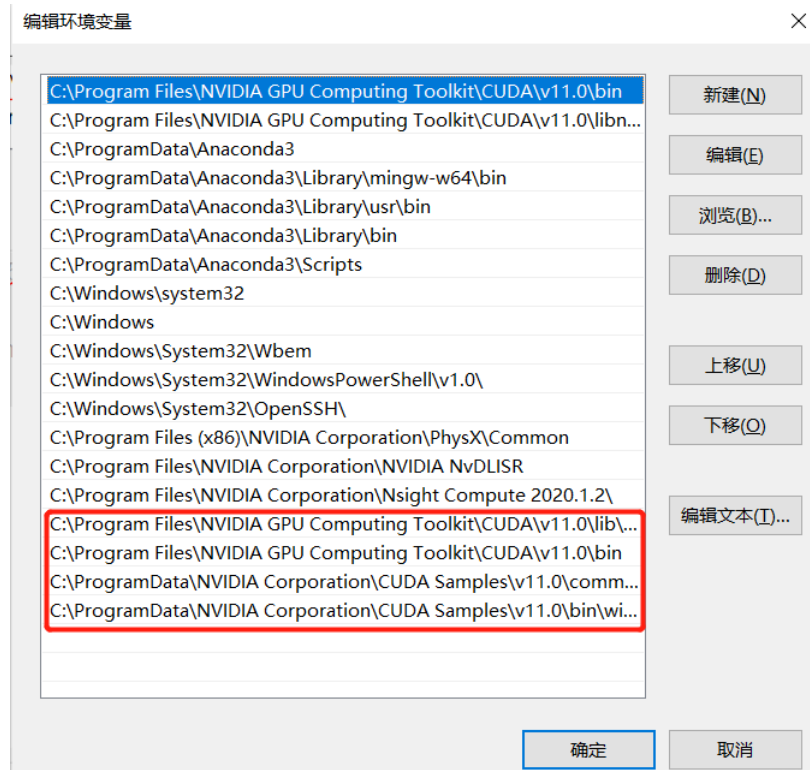 编辑环境变量
C:\Program Files\NVIDIA GPU Computing Toolkit\CUDA\v11.0\bin
新建(N)
C:\Program Files\NVIDIA GPU Computing Toolkit\CUDA\v11.0\libn...
C:\ProgramData\Anaconda3
编辑(E)
C:\ProgramData\Anaconda3\Library\mingw-w64\bin
C:\ProgramData\Anaconda3\Library\usr\bin
浏览(B)...
C:\ProgramData\Anaconda3\Library\bin
C:\ProgramData\Anaconda3\Scripts
删除(D)
C:\Windows\system32
C:\Windows
C:\Windows\System32\Wbem
上移(U)
C:\Windows\System32\WindowsPowerShell\v1.0\
C:\Windows\System32\OpenSSH\
下移(O)
C:\Program Files (x86)\NVIDIA Corporation\PhysX\Common
C:\Program Files\NVIDIA Corporation\NVIDIA NvDLISR
C:\Program Files\NVIDIA Corporation\Nsight Compute 2020.1.2\
编辑文本(T)...
C:\Program Files\NVIDIA GPU Computing Toolkit\CUDA\v11.0\lib\...
C:\Program Files\NVIDIA GPU Computing Toolkit\CUDA\v11.0\bin
C:\ProgramData\NVIDIA Corporation\CUDA Samples\v11.0\comm...
C:\ProgramData\NVIDIA Corporation\CUDA Samples\v11.0\bin\wi...
确定
取消